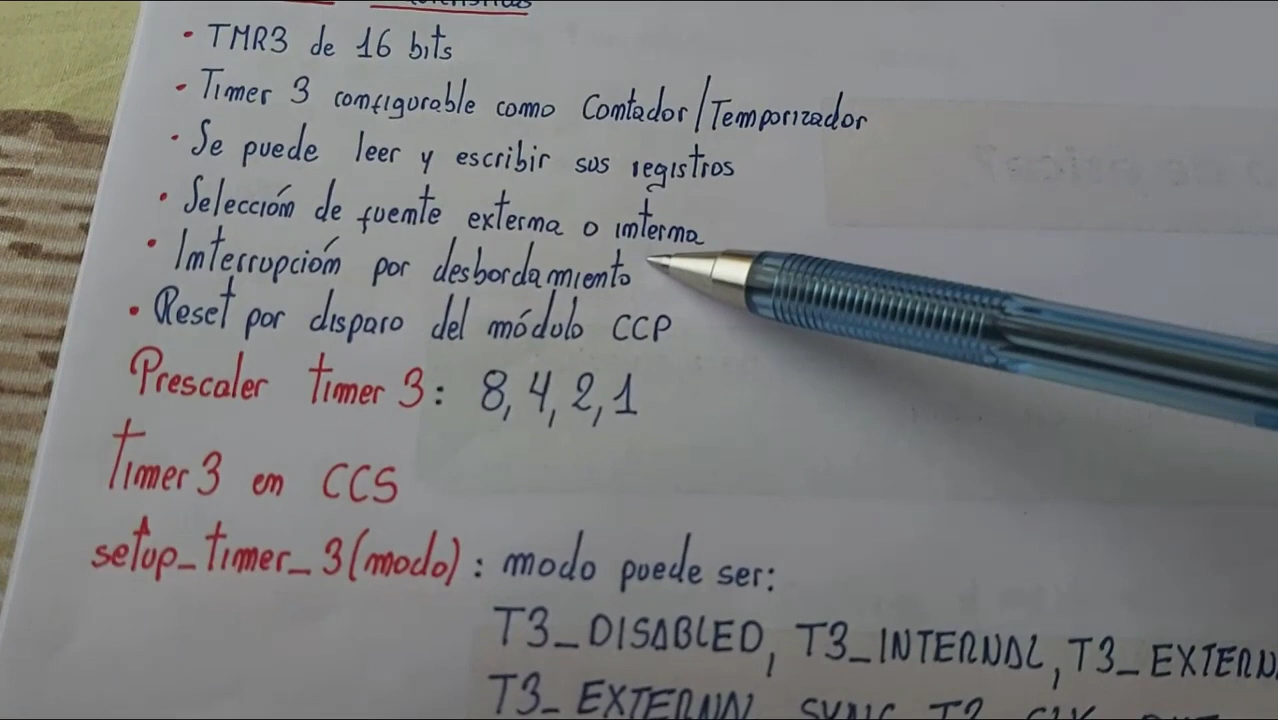 • TMR3 de 16 bits
• Timer 3 configurable como Contador/Temporizador
• Se puede leer y escribir sus registros
• Selección de fuente externa o interna
• Interrupción por desbordamiento
• Reset por disparo del módulo CCP
Prescaler timer 3: 8, 4, 2, 1
Timer 3 en CCS
setup_timer_3(modo): modo puede ser:
T3_DISABLED, T3_INTERNAL, T3_EXTERNA
T3_EXTERNAL_SYNC